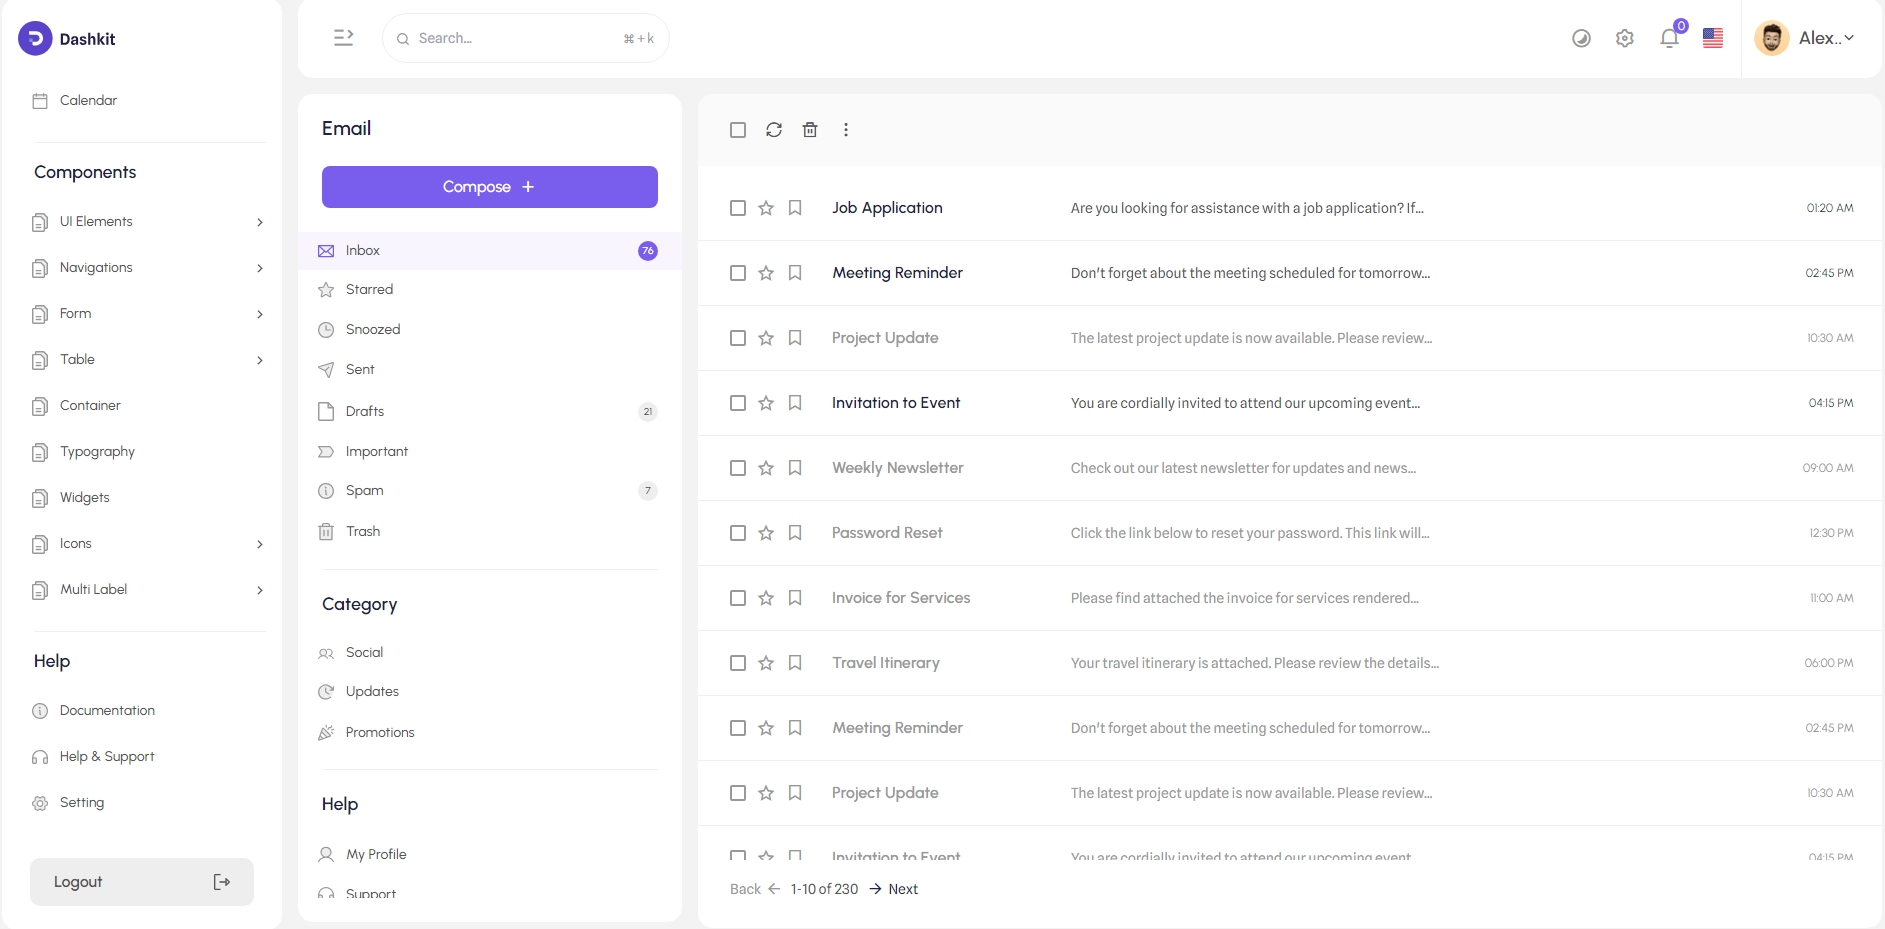 Dashkit
Calendar
Components
UI Elements
Navigations
Form
Table
Container
Typography
Widgets
Icons
Multi Label
Help
Documentation
Help & Support
Setting
Logout
Search... ⌘+k
0
Alex..
Email
Compose +
Inbox 76
Starred
Snoozed
Sent
Drafts 21
Important
Spam 7
Trash
Category
Social
Updates
Promotions
Help
My Profile
Support
Job Application Are you looking for assistance with a job application? If... 01:20 AM
Meeting Reminder Don't forget about the meeting scheduled for tomorrow... 02:45 PM
Project Update The latest project update is now available. Please review... 10:30 AM
Invitation to Event You are cordially invited to attend our upcoming event... 04:15 PM
Weekly Newsletter Check out our latest newsletter for updates and news... 09:00 AM
Password Reset Click the link below to reset your password. This link will... 12:30 PM
Invoice for Services Please find attached the invoice for services rendered... 11:00 AM
Travel Itinerary Your travel itinerary is attached. Please review the details... 06:00 PM
Meeting Reminder Don't forget about the meeting scheduled for tomorrow... 02:45 PM
Project Update The latest project update is now available. Please review... 10:30 AM
Invitation to Event You are cordially invited to attend our upcoming event 04:15 PM
Back ← 1-10 of 230 → Next